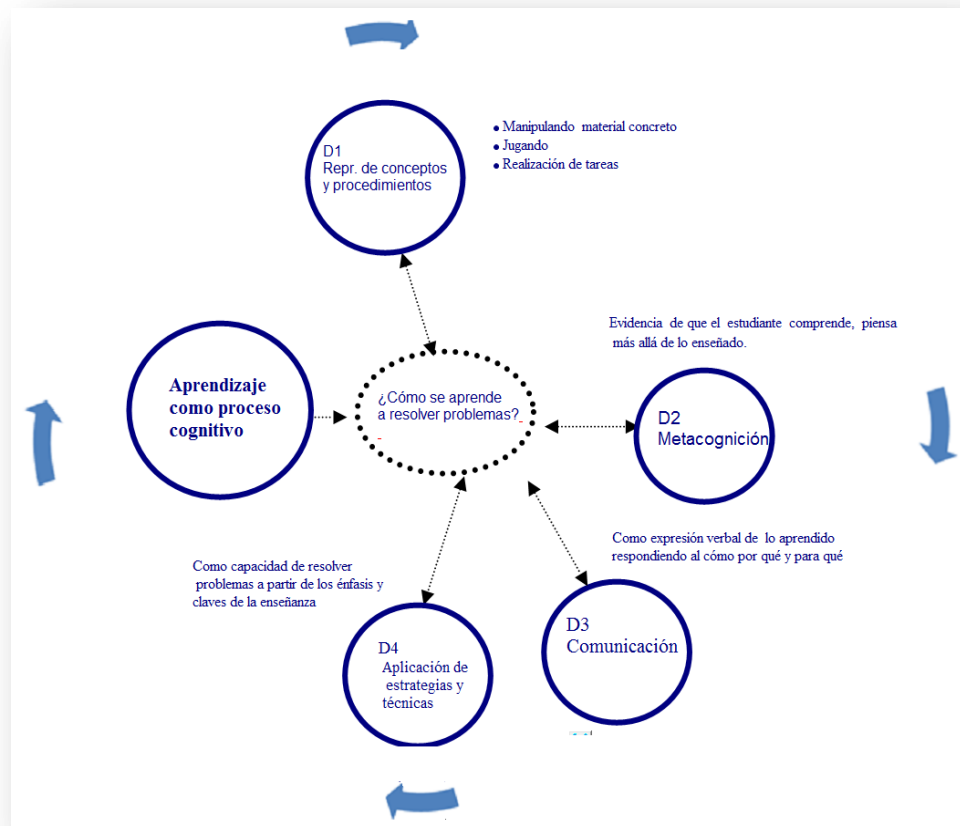 D1
Repr. de conceptos
y procedimientos
● Manipulando material concreto
● Jugando
● Realización de tareas
Evidencia de que el estudiante comprende, piensa
más allá de lo enseñado.
Aprendizaje
como proceso
cognitivo
¿Cómo se aprende
a resolver problemas?
D2
Metacognición
Como expresión verbal de lo aprendido
respondiendo al cómo por qué y para qué
Como capacidad de resolver
problemas a partir de los énfasis y
claves de la enseñanza
D3
Comunicación
D4
Aplicación de
estrategias y
técnicas